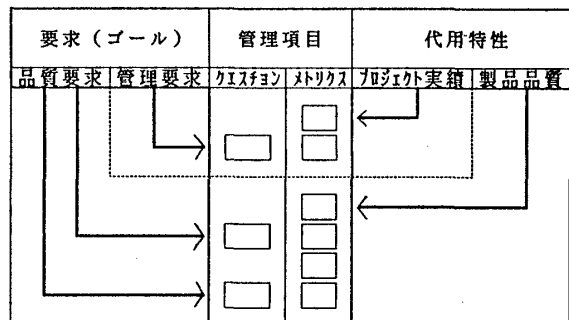 要求（ゴール） 管理項目 代用特性
品質要求 管理要求 クエスチョン メトリクス プロジェクト実績 製品品質